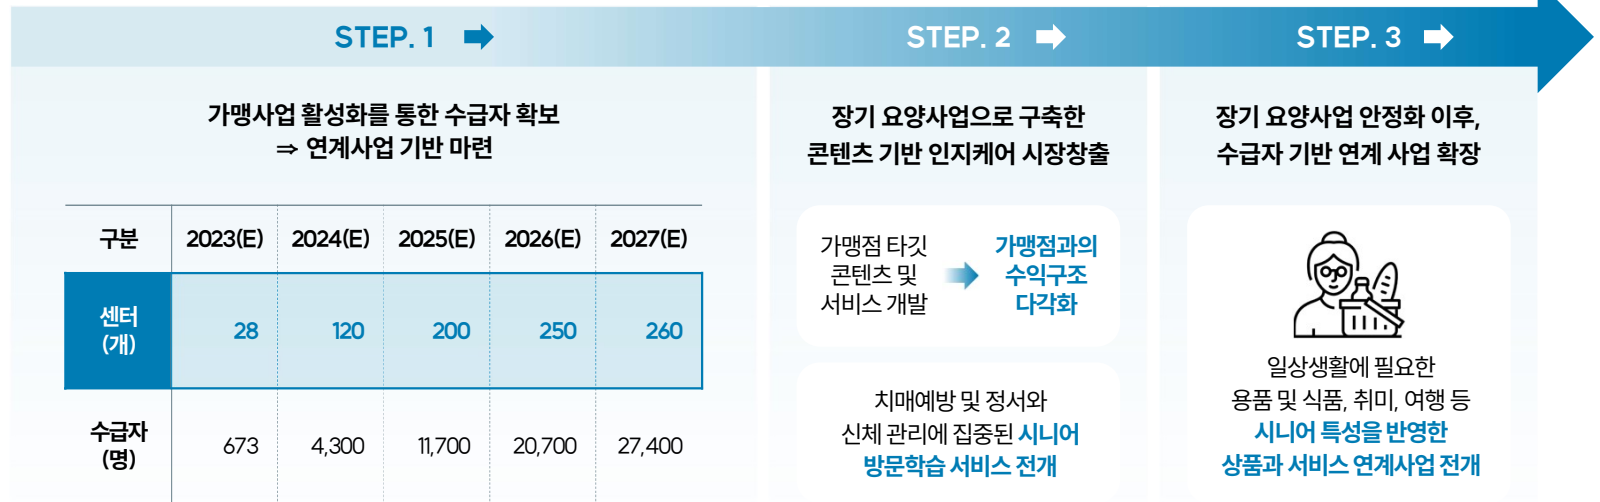 STEP. 1
가맹사업 활성화를 통한 수급자 확보
⇒ 연계사업 기반 마련
구분 2023(E) 2024(E) 2025(E) 2026(E) 2027(E)
센터
(개) 28 120 200 250 260
수급자
(명) 673 4,300 11,700 20,700 27,400
STEP. 2
장기 요양사업으로 구축한
콘텐츠 기반 인지케어 시장창출
가맹점 타깃
콘텐츠 및
서비스 개발
가맹점과의
수익구조
다각화
치매예방 및 정서와
신체 관리에 집중된 시니어
방문학습 서비스 전개
STEP. 3
장기 요양사업 안정화 이후,
수급자 기반 연계 사업 확장
일상생활에 필요한
용품 및 식품, 취미, 여행 등
시니어 특성을 반영한
상품과 서비스 연계사업 전개